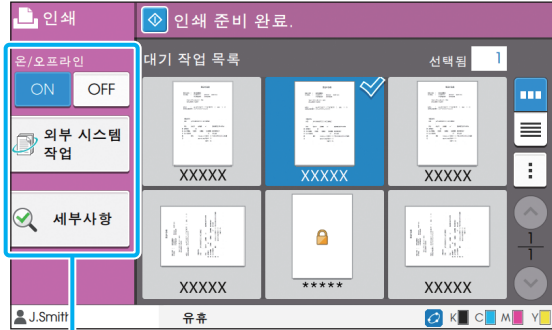 인쇄
인쇄 준비 완료.
온/오프라인
ON
OFF
외부 시스템
작업
세부사항
대기 작업 목록
선택됨
1
XXXXX
XXXXX
XXXXX
XXXXX
*****
XXXXX
1
1
J.Smith
유휴
K
C
M
Y